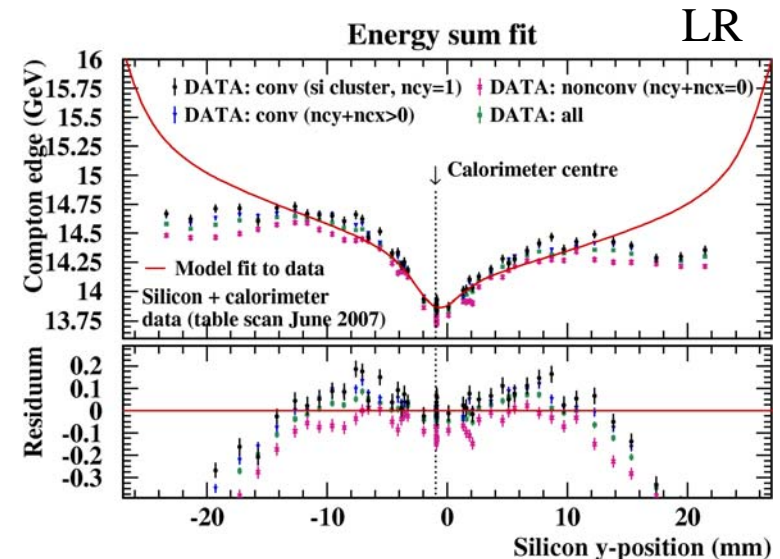 LR
Energy sum fit
Compton edge (GeV)
16
15.75
15.5
15.25
15
14.75
14.5
14.25
14
13.75
DATA: conv (si cluster, ncy=1)
DATA: nonconv (ncy+ncx=0)
DATA: conv (ncy+ncx>0)
DATA: all
Calorimeter centre
Model fit to data
Silicon + calorimeter
data (table scan June 2007)
Residuum
0.2
0.1
0
-0.1
-0.2
-0.3
-20 -10 0 10 20
Silicon y-position (mm)